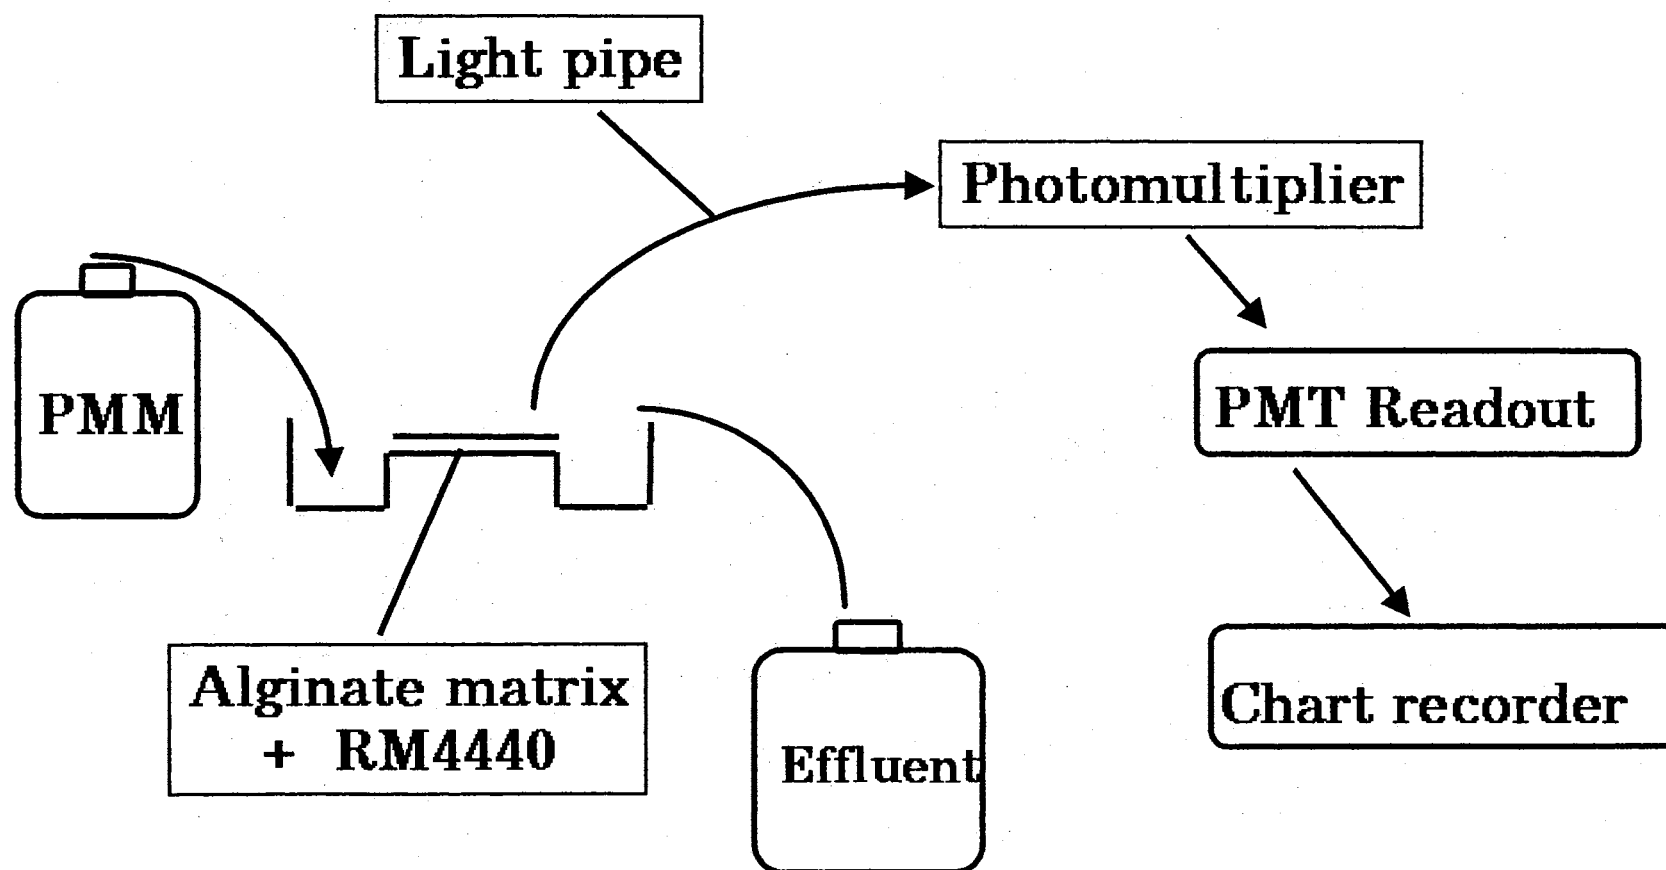 Light pipe
Photomultiplier
PMM
PMT Readout
Alginate matrix
+ RM4440
Effluent
Chart recorder